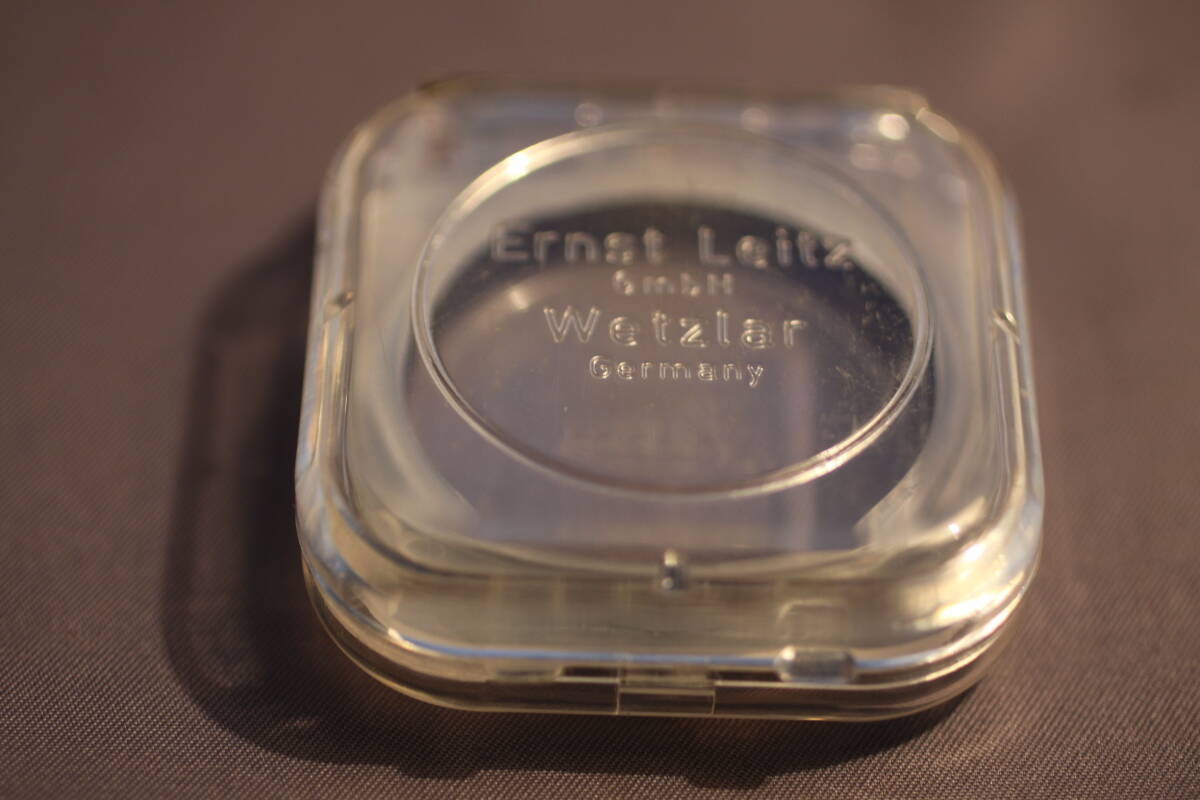 Ernst Leitz
GmbH
Wetzlar
Germany